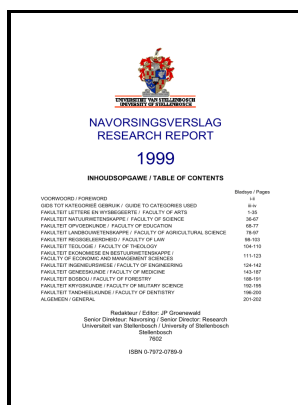 UNIVERSITEIT VAN STELLENBOSCH
UNIVERSITY OF STELLENBOSCH
NAVORSINGSVERSLAG
RESEARCH REPORT
1999
INHOUDSOPGAWE / TABLE OF CONTENTS
Bladsye / Pages
VOORWOORD / FOREWORD i-ii
GIDS TOT KATEGORIEË GEBRUIK / GUIDE TO CATEGORIES USED iii-iv
FAKULTEIT LETTERE EN WYSBEGEERTE / FACULTY OF ARTS 1-35
FAKULTEIT NATUURWETENSKAPPE / FACULTY OF SCIENCE 36-67
FAKULTEIT OPVOEDKUNDE / FACULTY OF EDUCATION 68-77
FAKULTEIT LANDBOUWETENSKAPPE / FACULTY OF AGRICULTURAL SCIENCE 78-97
FAKULTEIT REGSGELEERDHEID / FACULTY OF LAW 98-103
FAKULTEIT TEOLOGIE / FACULTY OF THEOLOGY 104-110
FAKULTEIT EKONOMIESE EN BESTUURWETENSKAPPE /
FACULTY OF ECONOMIC AND MANAGEMENT SCIENCES 111-123
FAKULTEIT INGENIEURSWESE / FACULTY OF ENGINEERING 124-142
FAKULTEIT GENEESKUNDE / FACULTY OF MEDICINE 143-187
FAKULTEIT BOSBOU / FACULTY OF FORESTRY 188-191
FAKULTEIT KRYGSKUNDE / FACULTY OF MILITARY SCIENCE 192-195
FAKULTEIT TANDHEELKUNDE / FACULTY OF DENTISTRY 196-200
ALGEMEEN / GENERAL 201-202
Redakteur / Editor: JP Groenewald
Senior Direkteur: Navorsing / Senior Director: Research
Universiteit van Stellenbosch / University of Stellenbosch
Stellenbosch
7602
ISBN 0-7972-0789-9